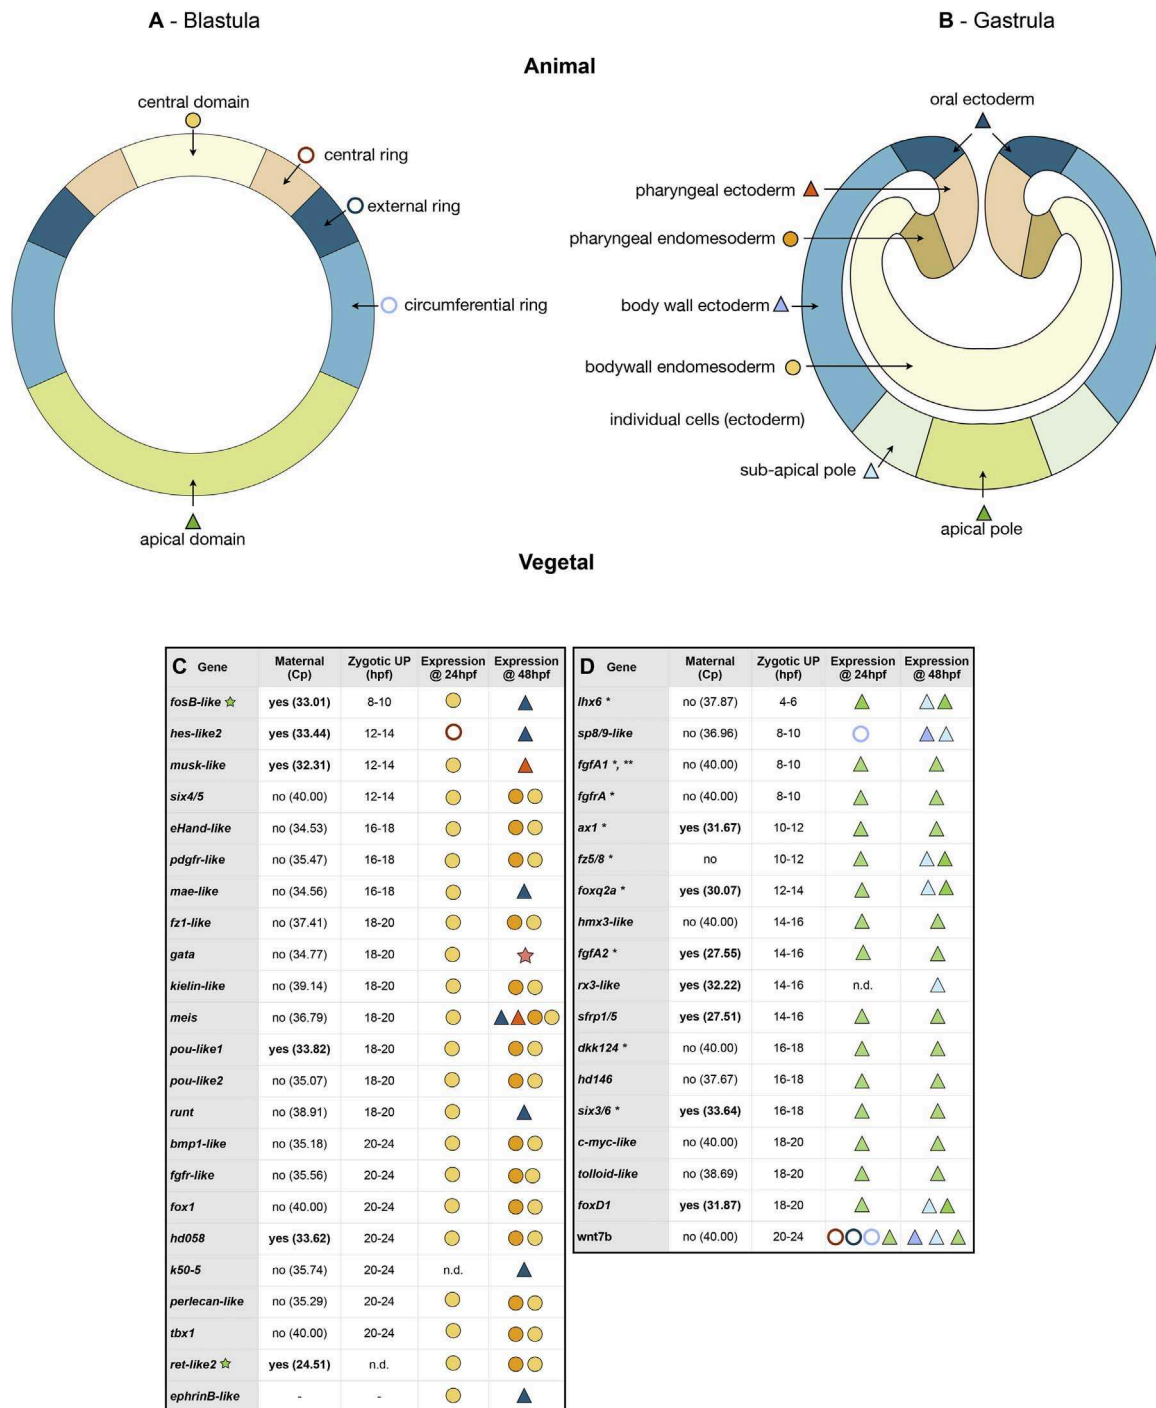 A - Blastula
B - Gastrula
Animal
central domain
central ring
external ring
circumferential ring
apical domain
oral ectoderm
pharyngeal ectoderm
pharyngeal endomesoderm
body wall ectoderm
bodywall endomesoderm
individual cells (ectoderm)
sub-apical pole
apical pole
Vegetal
C Gene Maternal (Cp) Zygotic UP (hpf) Expression @ 24hpf Expression @ 48hpf
fosB-like yes (33.01) 8-10
hes-like2 yes (33.44) 12-14
musk-like yes (32.31) 12-14
six4/5 no (40.00) 12-14
eHand-like no (34.53) 16-18
pdgfr-like no (35.47) 16-18
mae-like no (34.56) 16-18
fz1-like no (37.41) 18-20
gata no (34.77) 18-20
kielin-like no (39.14) 18-20
meis no (36.79) 18-20
pou-like1 yes (33.82) 18-20
pou-like2 no (35.07) 18-20
runt no (38.91) 18-20
bmp1-like no (35.18) 20-24
fgfr-like no (35.56) 20-24
fox1 no (40.00) 20-24
hd058 yes (33.62) 20-24
k50-5 no (35.74) 20-24 n.d.
perlecan-like no (35.29) 20-24
tbx1 no (40.00) 20-24
ret-like2 yes (24.51) n.d.
ephrinB-like - -
D Gene Maternal (Cp) Zygotic UP (hpf) Expression @ 24hpf Expression @ 48hpf
lhx6 * no (37.87) 4-6
sp8/9-like no (36.96) 8-10
fgfA1 *, ** no (40.00) 8-10
fgfrA * no (40.00) 8-10
ax1 * yes (31.67) 10-12
fz5/8 * no 10-12
foxq2a * yes (30.07) 12-14
hmx3-like no (40.00) 14-16
fgfA2 * yes (27.55) 14-16
rx3-like yes (32.22) 14-16 n.d.
sfrp1/5 yes (27.51) 14-16
dkk124 * no (40.00) 16-18
hd146 no (37.67) 16-18
six3/6 * yes (33.64) 16-18
c-myc-like no (40.00) 18-20
tolloid-like no (38.69) 18-20
foxD1 yes (31.87) 18-20
wnt7b no (40.00) 20-24